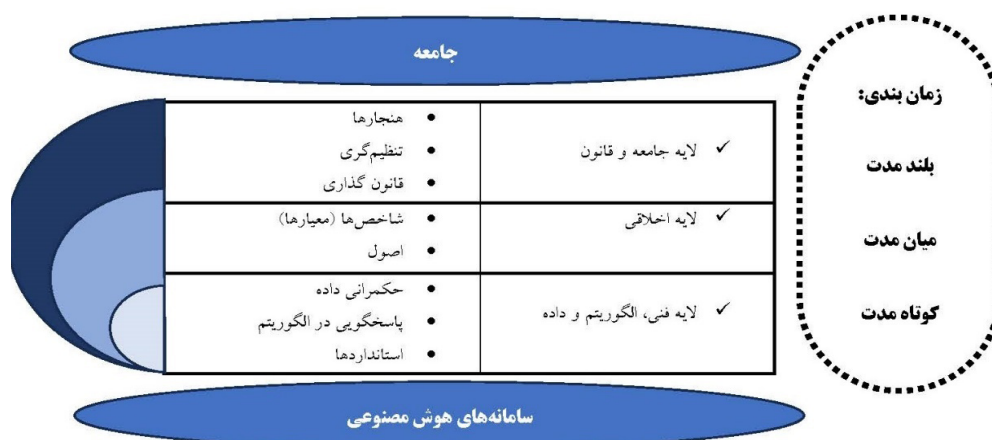 جامعه
زمان بندی:
بلند مدت
میان مدت
کوتاه مدت
✓ لایه جامعه و قانون
• هنجارها
• تنظیم‌گری
• قانون گذاری
✓ لایه اخلاقی
• شاخص‌ها (معیارها)
• اصول
✓ لایه فنی، الگوریتم و داده
• حکمرانی داده
• پاسخگویی در الگوریتم
• استانداردها
سامانه‌های هوش مصنوعی